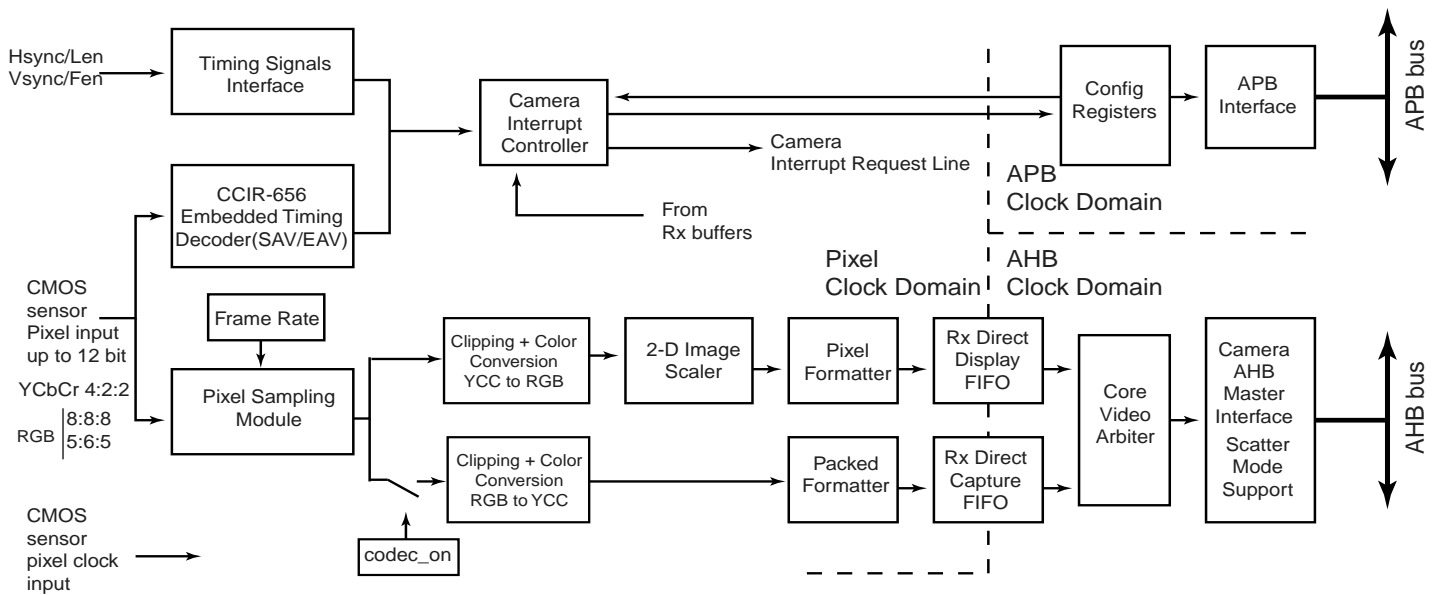 Hsync/Len
Vsync/Fen
Timing Signals
Interface
CCIR-656
Embedded Timing
Decoder(SAV/EAV)
Camera
Interrupt
Controller
Camera
Interrupt Request Line
From
Rx buffers
Config
Registers
APB
Interface
APB bus
APB
Clock Domain
Pixel
Clock Domain
AHB
Clock Domain
CMOS
sensor
Pixel input
up to 12 bit
YCbCr 4:2:2
RGB
8:8:8
5:6:5
Frame Rate
Pixel Sampling
Module
Clipping + Color
Conversion
YCC to RGB
2-D Image
Scaler
Pixel
Formatter
Rx Direct
Display
FIFO
Core
Video
Arbiter
Camera
AHB
Master
Interface
Scatter
Mode
Support
AHB bus
Clipping + Color
Conversion
RGB to YCC
Packed
Formatter
Rx Direct
Capture
FIFO
codec_on
CMOS
sensor
pixel clock
input